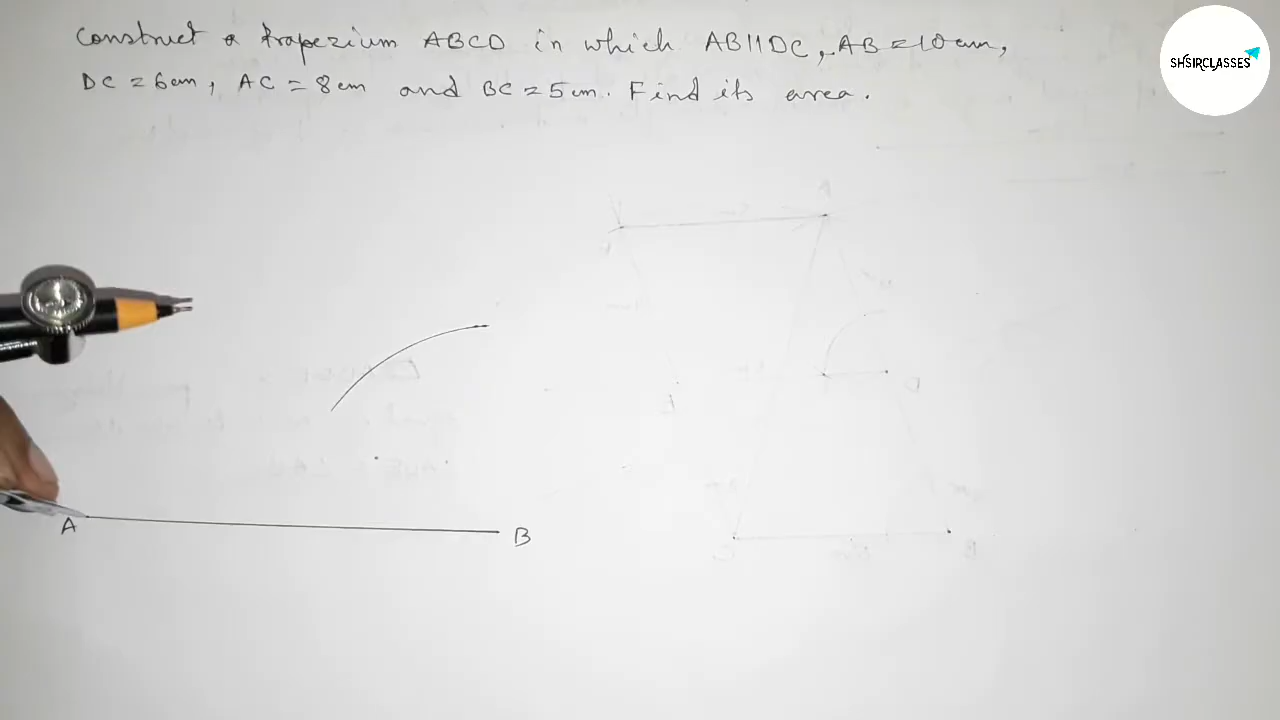 Construct a trapezium ABCD in which AB||DC, AB = 10 cm,
DC = 6 cm, AC = 8 cm and BC = 5 cm. Find its area.
SHSIRCLASSES
A
B